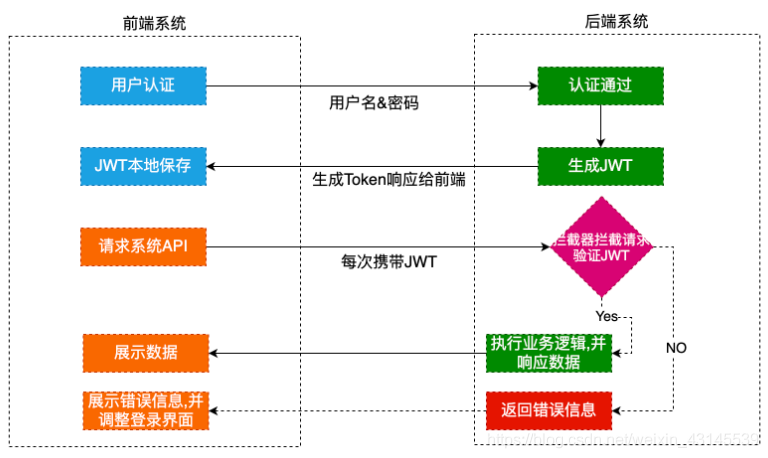 前端系统
后端系统
用户认证
用户名&密码
认证通过
JWT本地保存
生成Token响应给前端
生成JWT
请求系统API
每次携带JWT
拦截器拦截请求
验证JWT
Yes
NO
展示数据
执行业务逻辑,并
响应数据
展示错误信息,并
调整登录界面
返回错误信息
https://blog.csdn.net/weixin_43145539